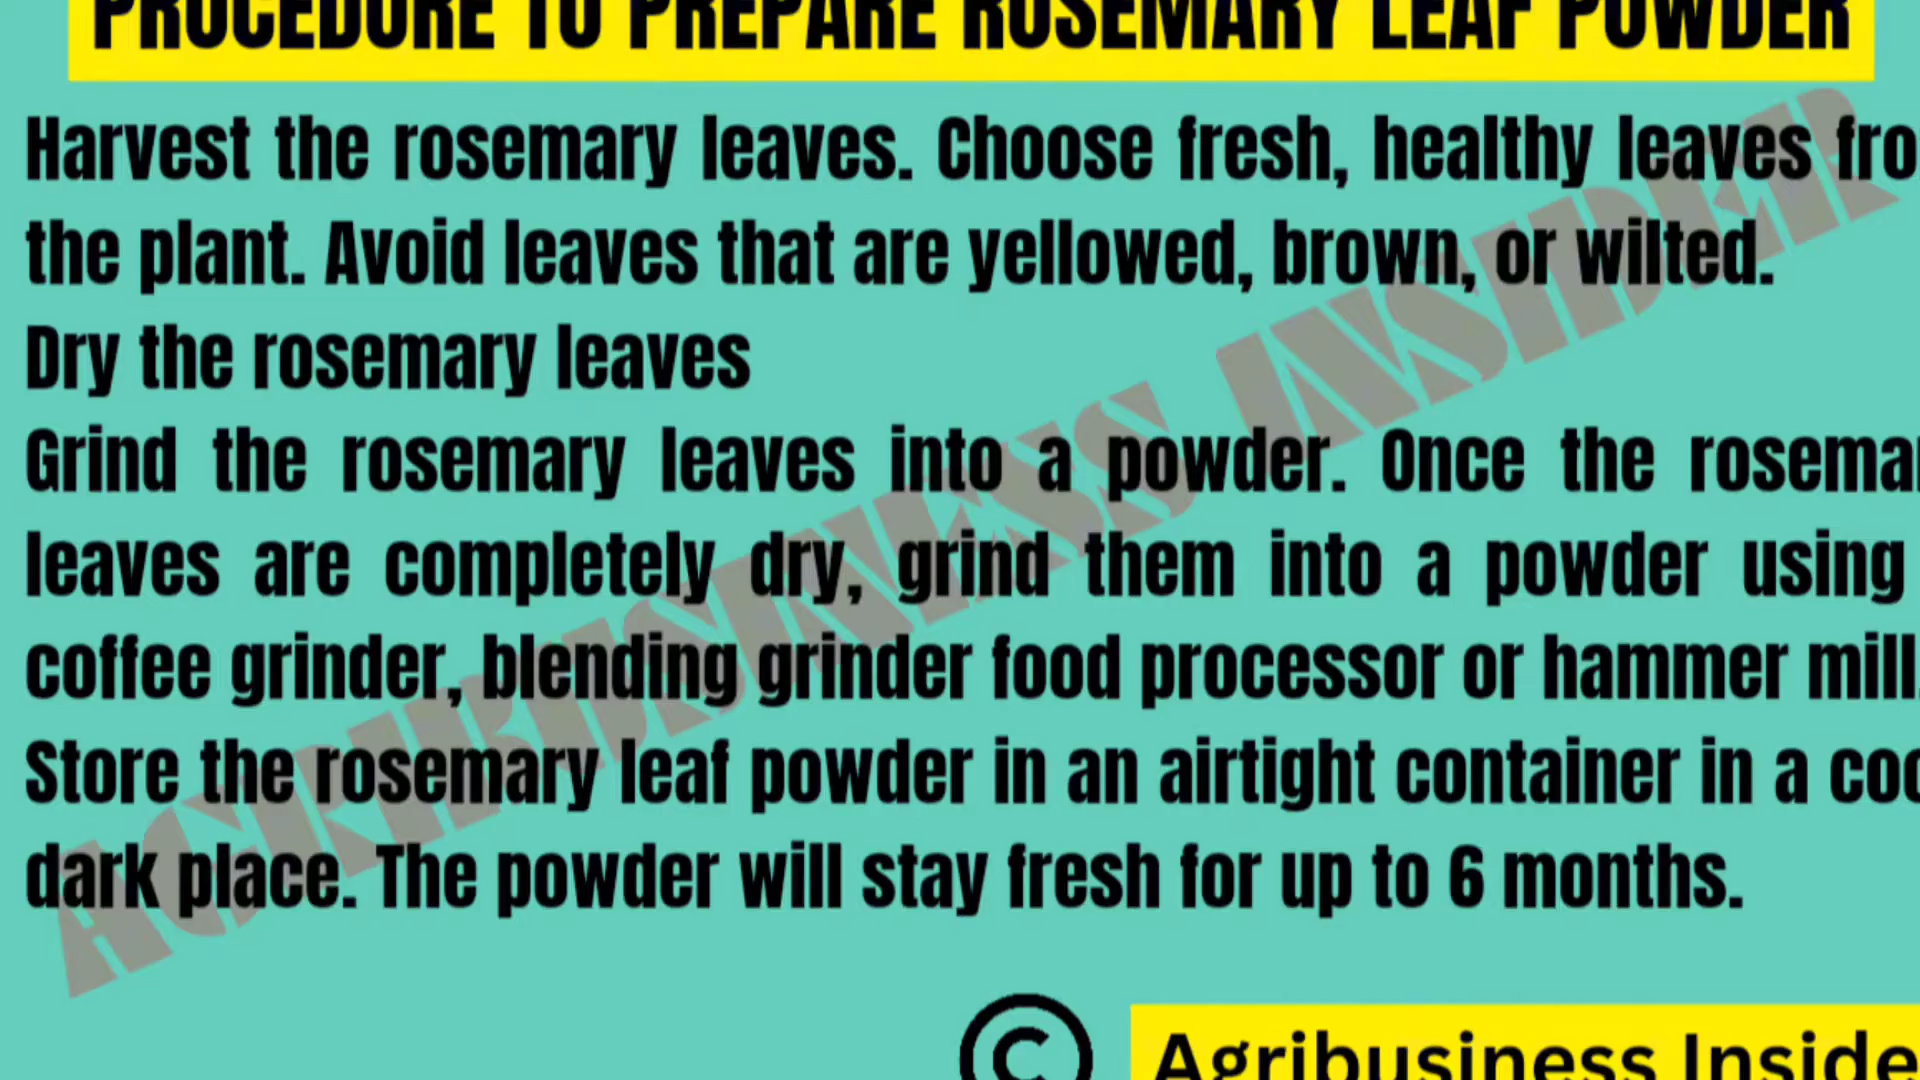 PROCEDURE TO PREPARE ROSEMARY LEAF POWDER
Harvest the rosemary leaves. Choose fresh, healthy leaves fro
the plant. Avoid leaves that are yellowed, brown, or wilted.
Dry the rosemary leaves
Grind the rosemary leaves into a powder. Once the rosemar
leaves are completely dry, grind them into a powder using
coffee grinder, blending grinder food processor or hammer mill.
Store the rosemary leaf powder in an airtight container in a coo
dark place. The powder will stay fresh for up to 6 months.
AGRIBUSINESS INSIDER
© Agribusiness Inside